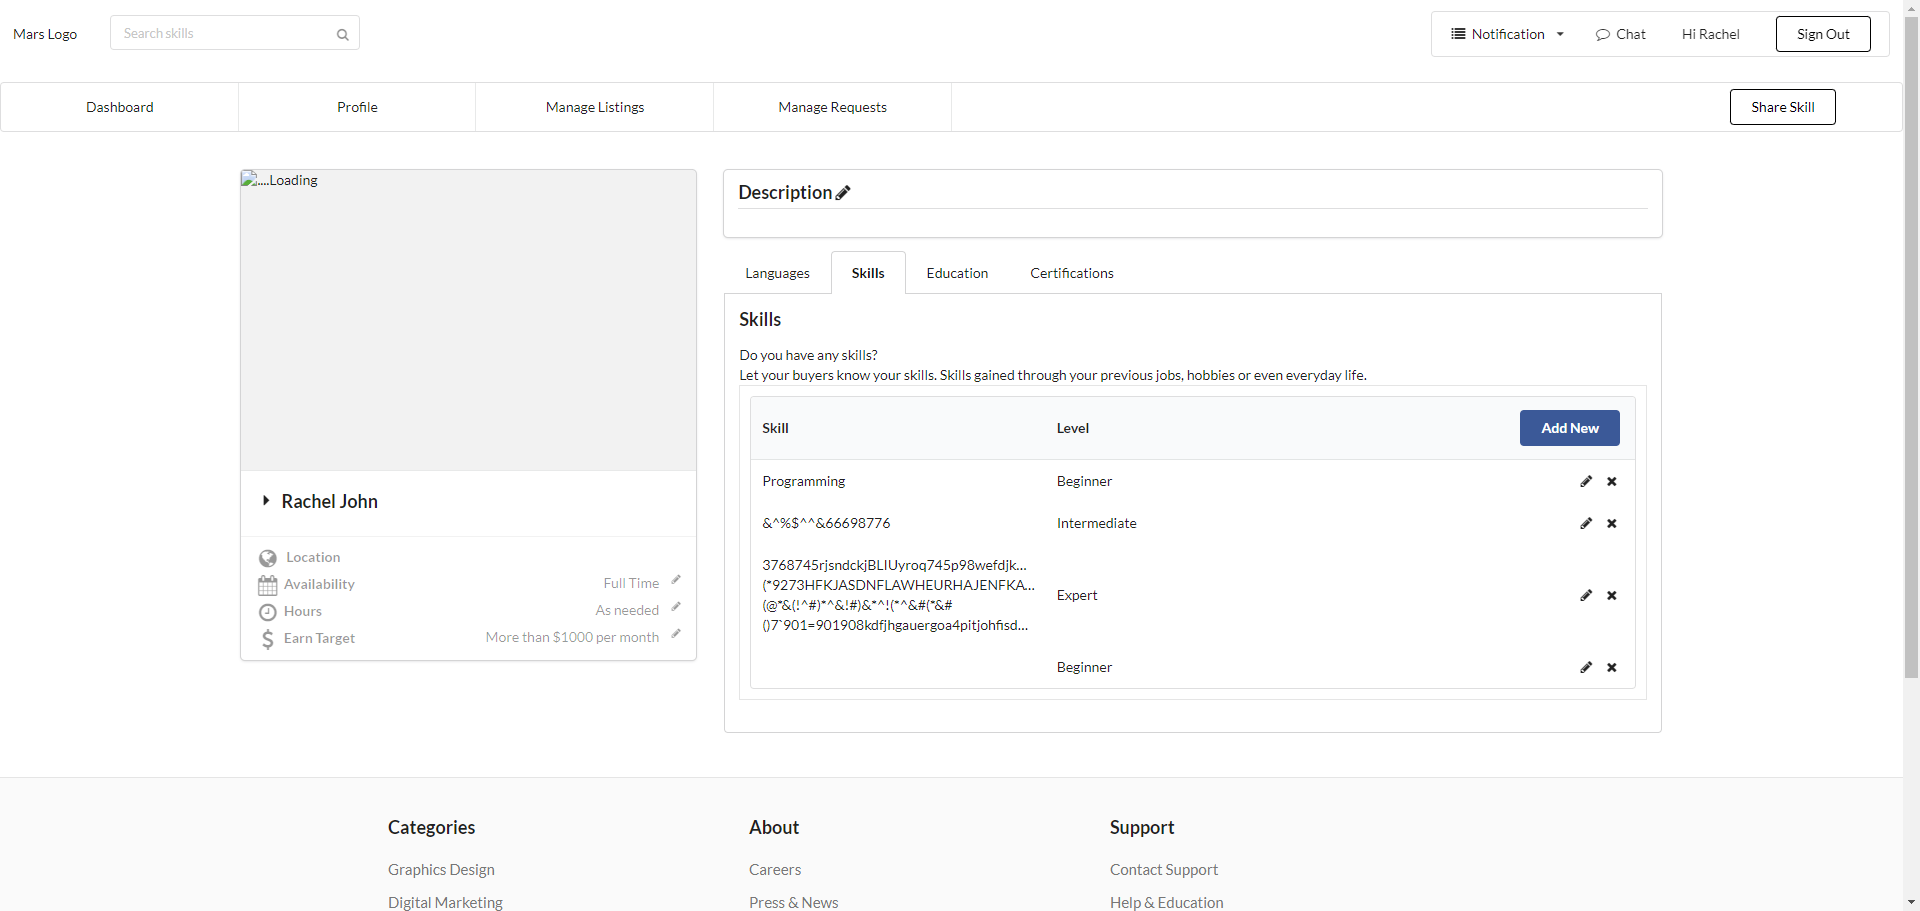 Mars Logo
Search skills
Notification
Chat
Hi Rachel
Sign Out
Dashboard
Profile
Manage Listings
Manage Requests
Share Skill
....Loading
Rachel John
Location
Availability
Full Time
Hours
As needed
Earn Target
More than $1000 per month
Description
Languages
Skills
Education
Certifications
Skills
Do you have any skills?
Let your buyers know your skills. Skills gained through your previous jobs, hobbies or even everyday life.
Skill
Level
Add New
Programming
Beginner
&^%$^^&66698776
Intermediate
3768745rjsndckjBLIUyroq745p98wefdjk...
(*9273HFKJASDNFLAWHEURHAJENFKA...
(@*&(!^#)*^&!#)&*^!(*^&#(*&#
()7`901=901908kdfjhgauergoa4pitjohfisd...
Expert
Beginner
Categories
Graphics Design
Digital Marketing
About
Careers
Press & News
Support
Contact Support
Help & Education